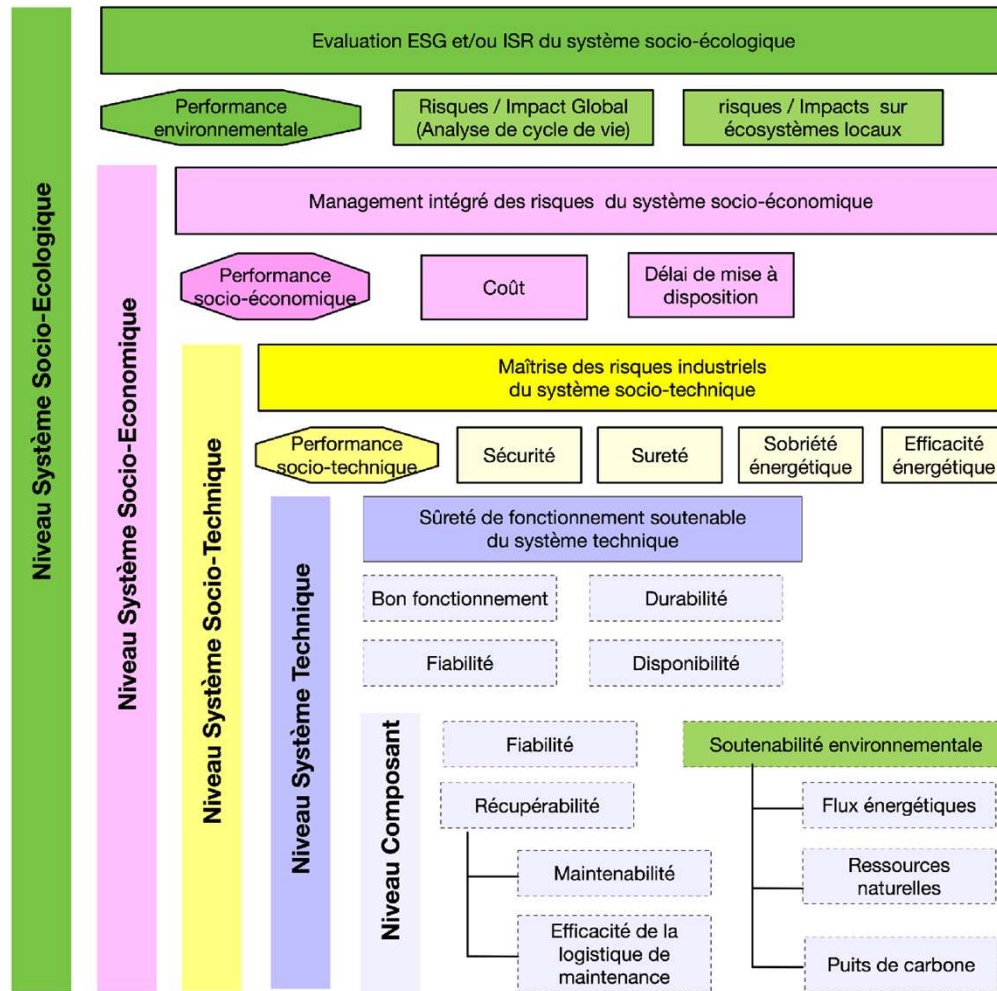 Evaluation ESG et/ou ISR du système socio-écologique
Performance
environnementale
Risques / Impact Global
(Analyse de cycle de vie)
risques / Impacts sur
écosystèmes locaux
Niveau Système Socio-Ecologique
Management intégré des risques du système socio-économique
Performance
socio-économique
Coût
Délai de mise à
disposition
Niveau Système Socio-Economique
Maîtrise des risques industriels
du système socio-technique
Performance
socio-technique
Sécurité
Sureté
Sobriété
énergétique
Efficacité
énergétique
Niveau Système Socio-Technique
Sûreté de fonctionnement soutenable
du système technique
Bon fonctionnement
Durabilité
Fiabilité
Disponibilité
Niveau Système Technique
Niveau Composant
Fiabilité
Soutenabilité environnementale
Récupérabilité
Flux énergétiques
Maintenabilité
Ressources
naturelles
Efficacité de la
logistique de
maintenance
Puits de carbone